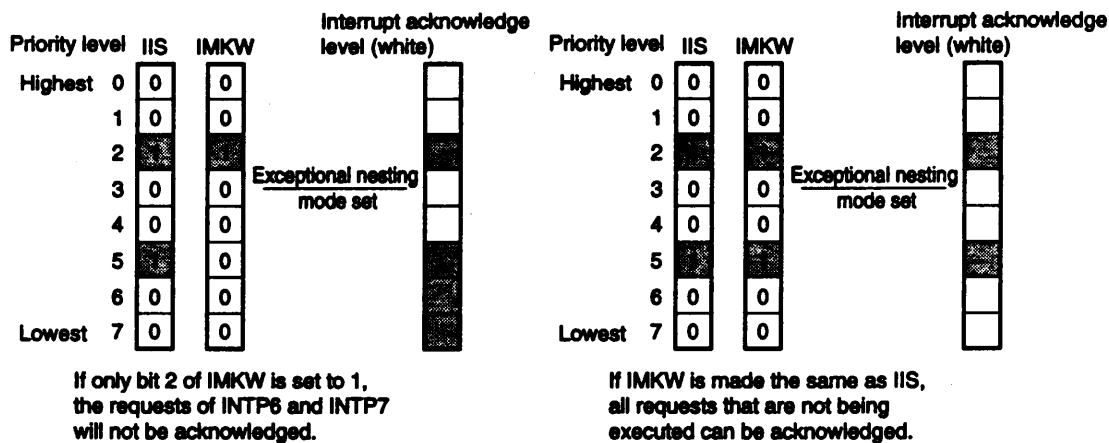 Interrupt acknowledge
Priority level IIS IMKW level (white)
Highest 0 0 0
1 0 0
2 1 1
3 0 0
Exceptional nesting
mode set
4 0 0
5 1 0
6 0 0
Lowest 7 0 0
If only bit 2 of IMKW is set to 1,
the requests of INTP6 and INTP7
will not be acknowledged.
Interrupt acknowledge
Priority level IIS IMKW level (white)
Highest 0 0 0
1 0 0
2
3 0 0
Exceptional nesting
mode set
4 0 0
5 1 1
6 0 0
Lowest 7 0 0
If IMKW is made the same as IIS,
all requests that are not being
executed can be acknowledged.